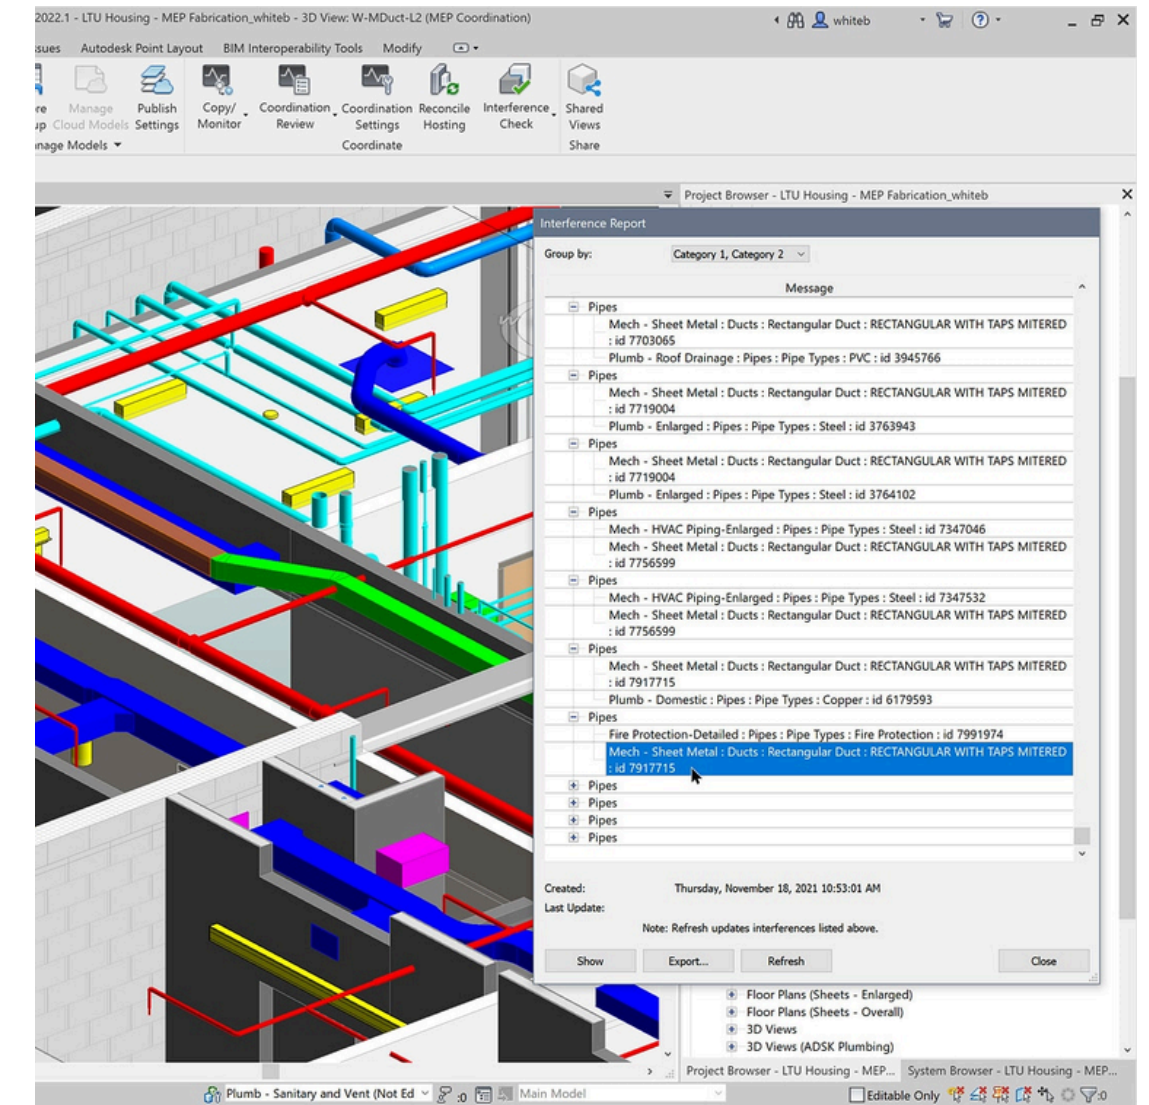 2022.1 - LTU Housing - MEP Fabrication_whiteb - 3D View: W-MDuct-L2 (MEP Coordination)
whiteb
ssues Autodesk Point Layout BIM Interoperability Tools Modify
re Manage Publish Copy/ Coordination Coordination Reconcile Interference Shared
up Cloud Models Settings Monitor Review Settings Hosting Check Views
nage Models Coordinate Share
Project Browser - LTU Housing - MEP Fabrication_whiteb
Interference Report
Group by: Category 1, Category 2
Message
Pipes
Mech - Sheet Metal : Ducts : Rectangular Duct : RECTANGULAR WITH TAPS MITERED
: id 7703065
Plumb - Roof Drainage : Pipes : Pipe Types : PVC : id 3945766
Pipes
Mech - Sheet Metal : Ducts : Rectangular Duct : RECTANGULAR WITH TAPS MITERED
: id 7719004
Plumb - Enlarged : Pipes : Pipe Types : Steel : id 3763943
Pipes
Mech - Sheet Metal : Ducts : Rectangular Duct : RECTANGULAR WITH TAPS MITERED
: id 7719004
Plumb - Enlarged : Pipes : Pipe Types : Steel : id 3764102
Pipes
Mech - HVAC Piping-Enlarged : Pipes : Pipe Types : Steel : id 7347046
Mech - Sheet Metal : Ducts : Rectangular Duct : RECTANGULAR WITH TAPS MITERED
: id 7756599
Pipes
Mech - HVAC Piping-Enlarged : Pipes : Pipe Types : Steel : id 7347532
Mech - Sheet Metal : Ducts : Rectangular Duct : RECTANGULAR WITH TAPS MITERED
: id 7756599
Pipes
Mech - Sheet Metal : Ducts : Rectangular Duct : RECTANGULAR WITH TAPS MITERED
: id 7917715
Plumb - Domestic : Pipes : Pipe Types : Copper : id 6179593
Pipes
Fire Protection-Detailed : Pipes : Pipe Types : Fire Protection : id 7991974
Mech - Sheet Metal : Ducts : Rectangular Duct : RECTANGULAR WITH TAPS MITERED
: id 7917715
Pipes
Pipes
Pipes
Pipes
Created: Thursday, November 18, 2021 10:53:01 AM
Last Update:
Note: Refresh updates interferences listed above.
Show Export... Refresh Close
Floor Plans (Sheets - Enlarged)
Floor Plans (Sheets - Overall)
3D Views
3D Views (ADSK Plumbing)
Project Browser - LTU Housing - MEP... System Browser - LTU Housing - MEP...
Plumb - Sanitary and Vent (Not Ed :0 Main Model Editable Only :0